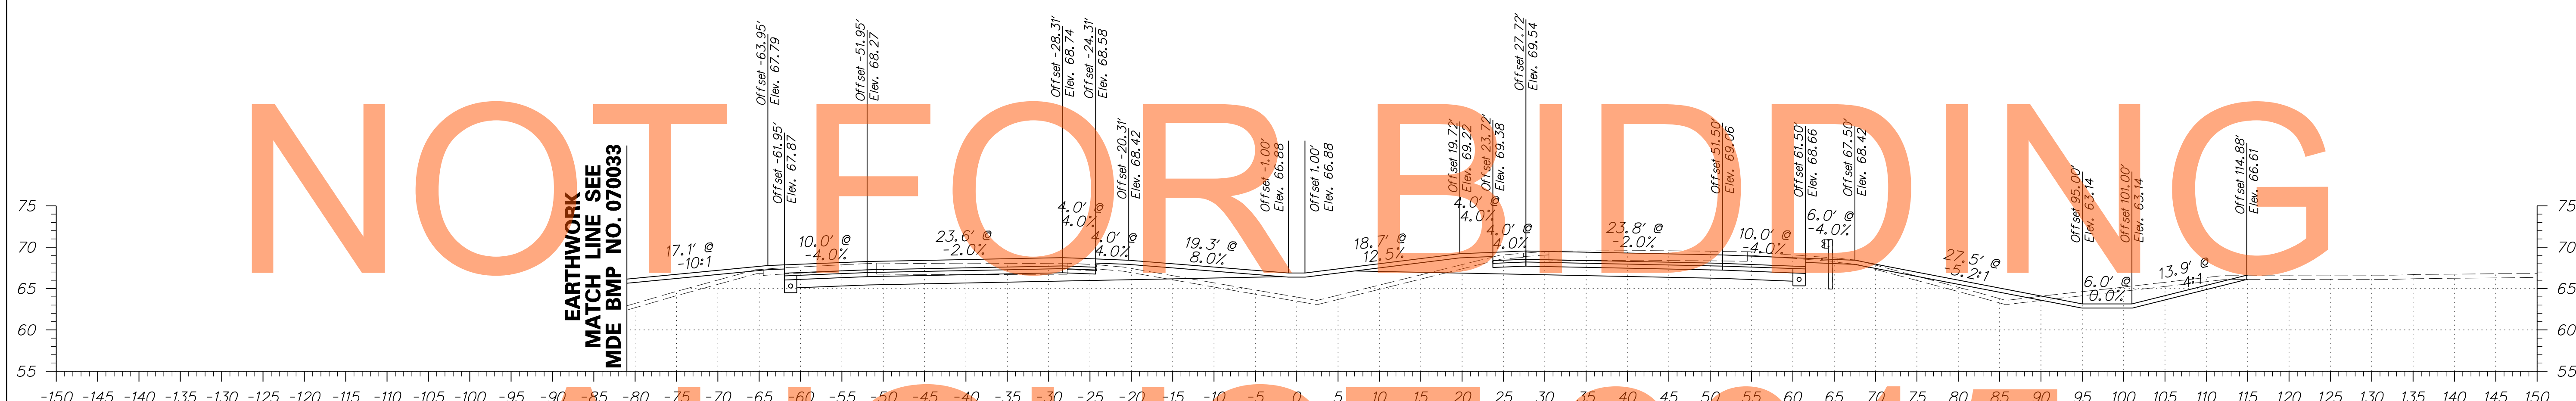 NOT FOR BIDDING
Offset -63.95'
Elev. 67.79
Offset -61.95'
Elev. 67.87
Offset -51.95'
Elev. 68.27
Offset -28.31'
Elev. 68.74
Offset -24.31'
Elev. 68.58
Offset -20.31'
Elev. 68.42
Offset -1.00'
Elev. 66.88
Offset 1.00'
Elev. 66.88
Offset 19.72'
Elev. 69.22
Offset 23.72'
Elev. 69.38
Offset 27.72'
Elev. 69.54
Offset 51.50'
Elev. 69.06
Offset 61.50'
Elev. 68.66
Offset 67.50'
Elev. 68.42
Offset 95.00'
Elev. 63.14
Offset 101.00'
Elev. 63.14
Offset 114.88'
Elev. 66.61
EARTHWORK
MATCH LINE SEE
MDE BMP NO. 070033
17.1' @
-10:1
10.0' @
-4.0%
23.6' @
-2.0%
4.0' @
4.0%
4.0' @
4.0%
19.3' @
8.0%
18.7' @
12.5%
4.0' @
4.0%
4.0' @
4.0%
23.8' @
-2.0%
10.0' @
-4.0%
6.0' @
-4.0%
27.5' @
-5.2:1
6.0' @
0.0%
13.9' @
4:1
75 75
70 70
65 65
60 60
55 55
-150 -145 -140 -135 -130 -125 -120 -115 -110 -105 -100 -95 -90 -85 -80 -75 -70 -65 -60 -55 -50 -45 -40 -35 -30 -25 -20 -15 -10 -5 0 5 10 15 20 25 30 35 40 45 50 55 60 65 70 75 80 85 90 95 100 105 110 115 120 125 130 135 140 145 150